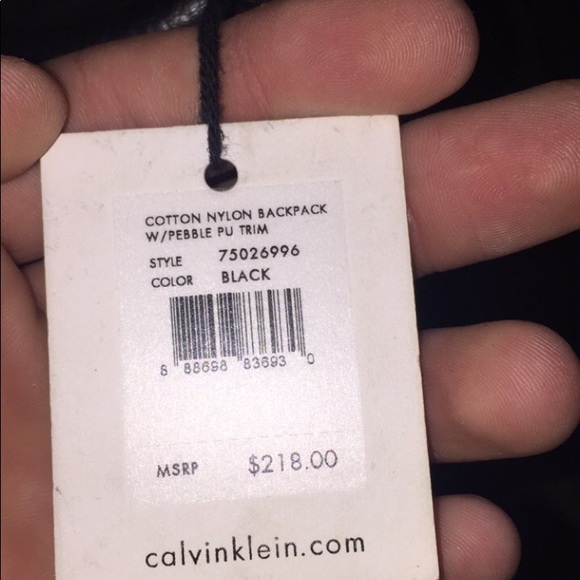 COTTON NYLON BACKPACK
W/PEBBLE PU TRIM
STYLE 75026996
COLOR BLACK
8 88698 83693 0
MSRP $218.00
calvinklein.com